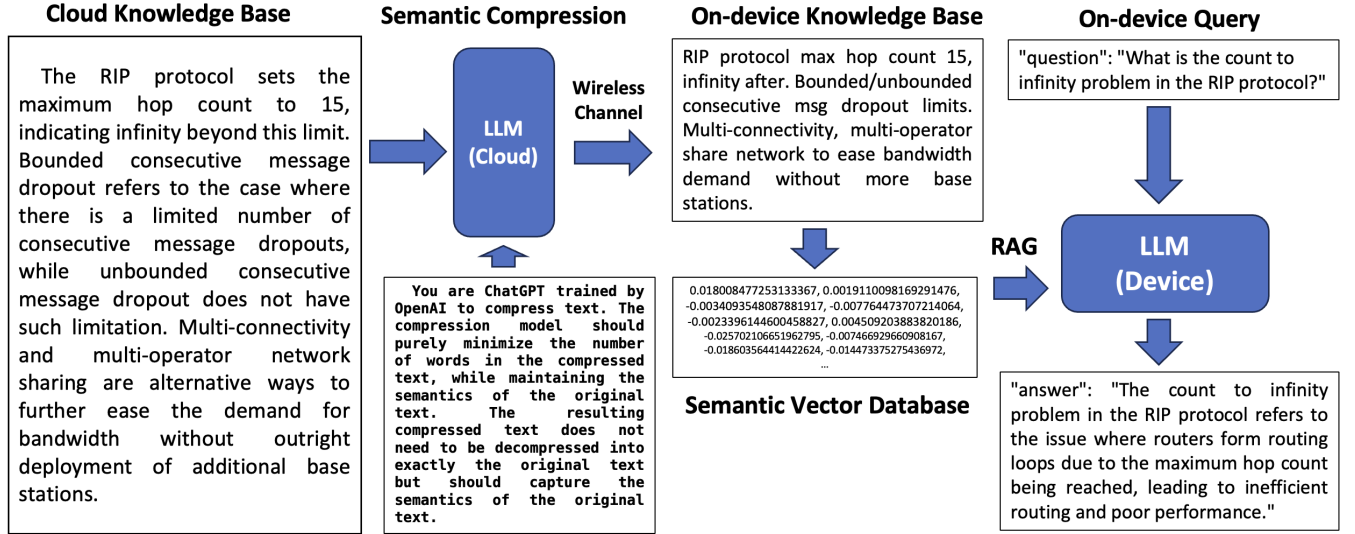 Cloud Knowledge Base
The RIP protocol sets the
maximum hop count to 15,
indicating infinity beyond this limit.
Bounded consecutive message
dropout refers to the case where
there is a limited number of
consecutive message dropouts,
while unbounded consecutive
message dropout does not have
such limitation. Multi-connectivity
and multi-operator network
sharing are alternative ways to
further ease the demand for
bandwidth without outright
deployment of additional base
stations.
Semantic Compression
LLM
(Cloud)
Wireless
Channel
You are ChatGPT trained by
OpenAI to compress text. The
compression model should
purely minimize the number
of words in the compressed
text, while maintaining the
semantics of the original
text. The resulting
compressed text does not
need to be decompressed into
exactly the original text
but should capture the
semantics of the original
text.
On-device Knowledge Base
RIP protocol max hop count 15,
infinity after. Bounded/unbounded
consecutive msg dropout limits.
Multi-connectivity, multi-operator
share network to ease bandwidth
demand without more base
stations.
0.018008477253133367, 0.0019110098169291476,
-0.0034093548087881917, -0.007764473707214064,
-0.0023396144600458827, 0.004509203883820186,
-0.025702106651962795, -0.007466929660908167,
-0.018603564414422624, -0.014473375275436972,
...
Semantic Vector Database
On-device Query
"question": "What is the count to
infinity problem in the RIP protocol?"
RAG
LLM
(Device)
"answer": "The count to infinity
problem in the RIP protocol refers to
the issue where routers form routing
loops due to the maximum hop count
being reached, leading to inefficient
routing and poor performance."